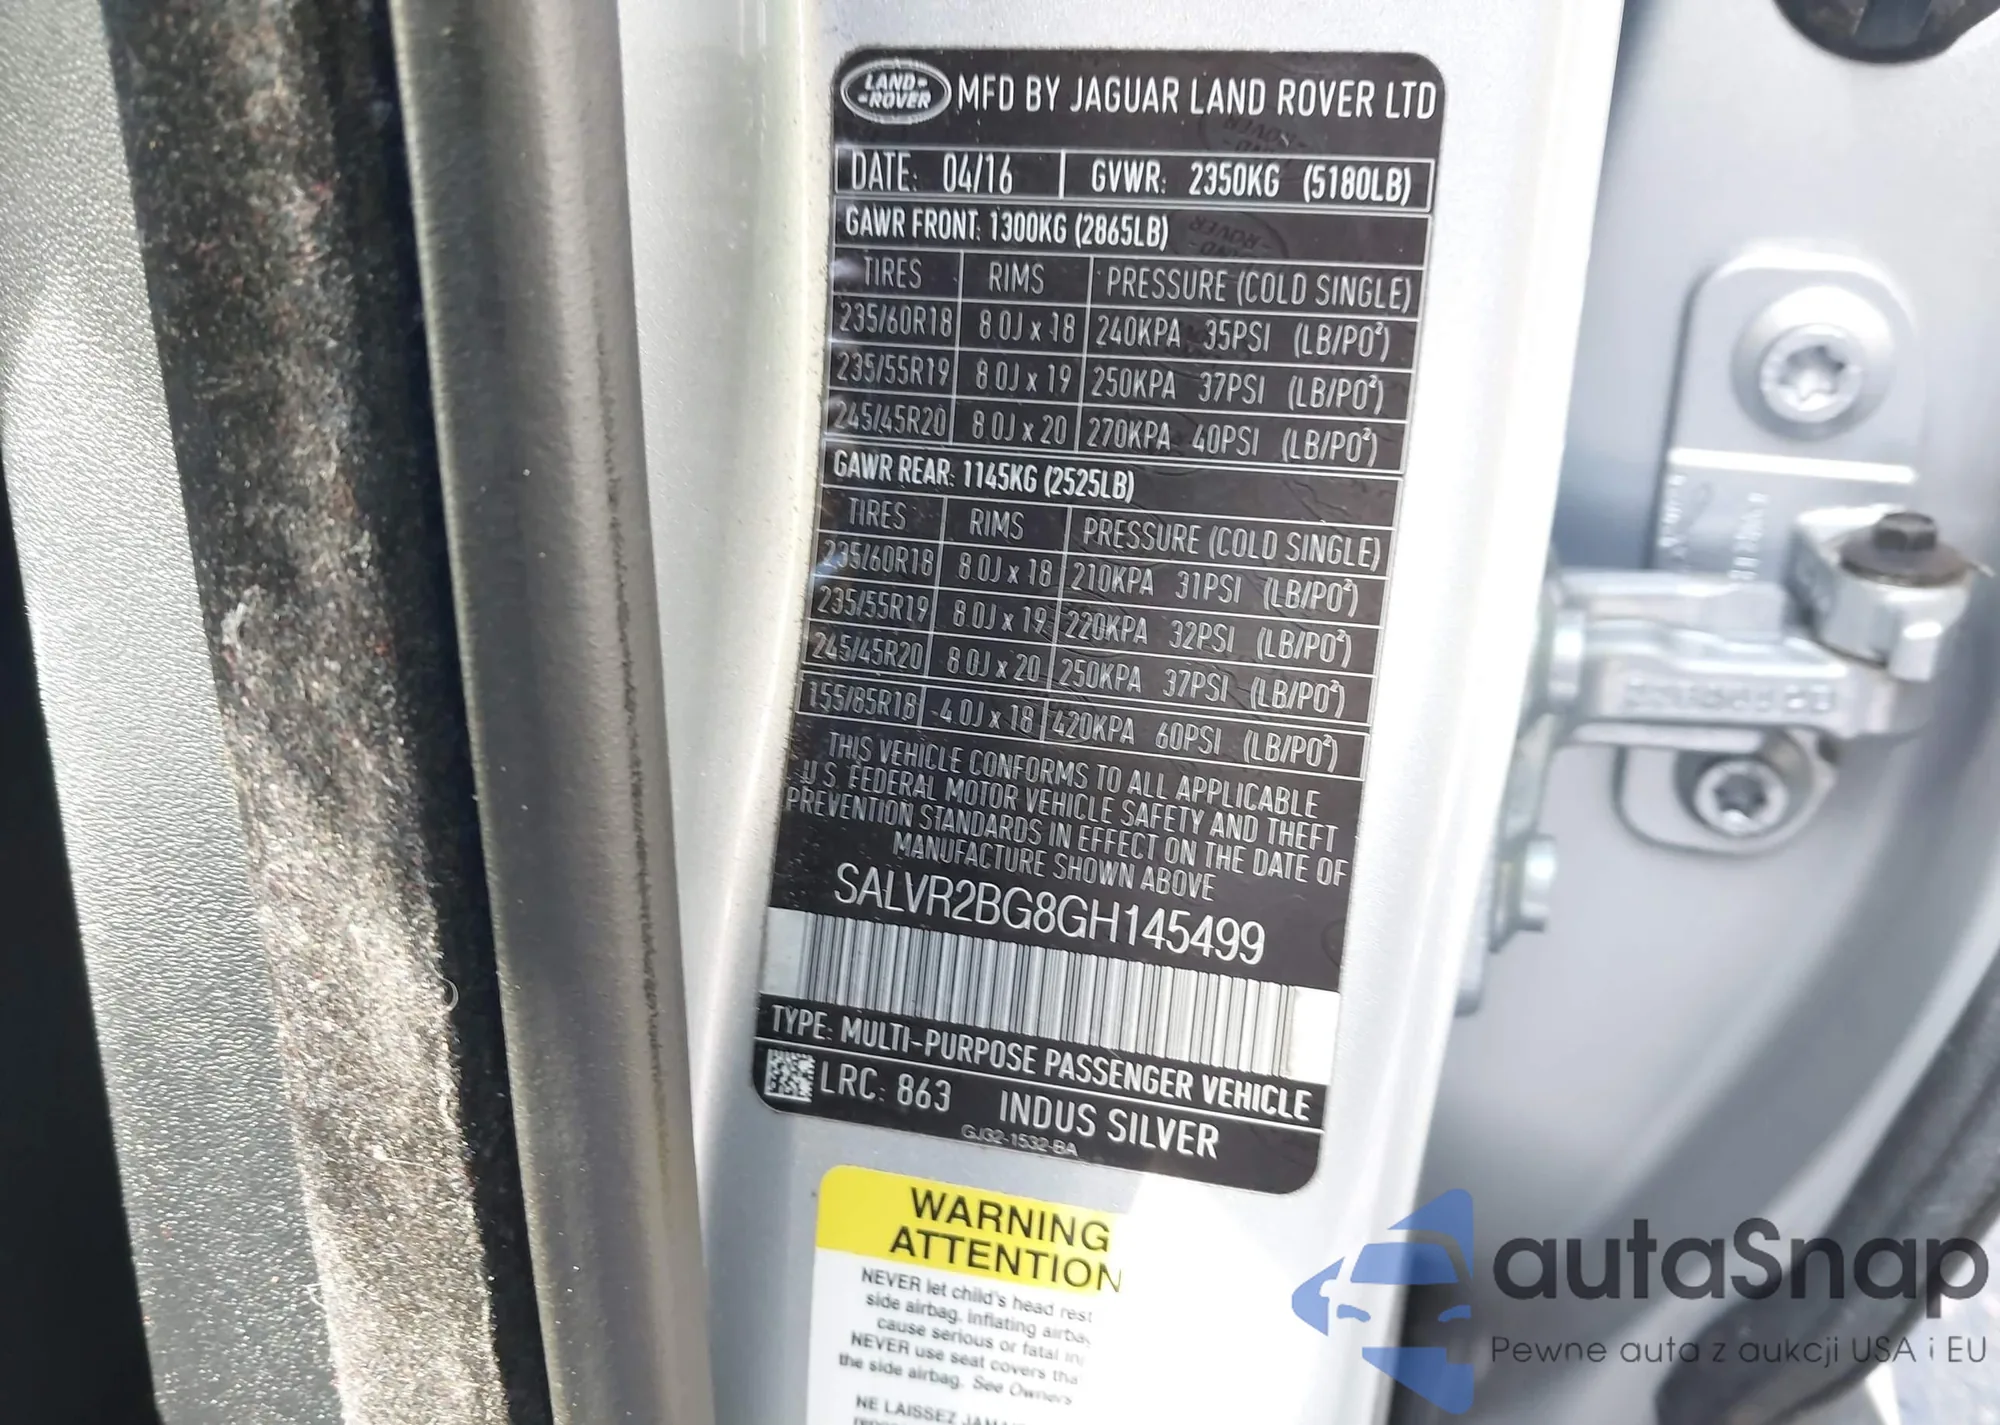 LAND-
-ROVER
MFD BY JAGUAR LAND ROVER LTD
DATE: 04/16 GVWR: 2350KG (5180LB)
GAWR FRONT: 1300KG (2865LB)
TIRES RIMS PRESSURE (COLD SINGLE)
235/60R18 8.0J x 18 240KPA 35PSI (LB/PO²)
235/55R19 8.0J x 19 250KPA 37PSI (LB/PO²)
245/45R20 8.0J x 20 270KPA 40PSI (LB/PO²)
GAWR REAR: 1145KG (2525LB)
TIRES RIMS PRESSURE (COLD SINGLE)
235/60R18 8.0J x 18 210KPA 31PSI (LB/PO²)
235/55R19 8.0J x 19 220KPA 32PSI (LB/PO²)
245/45R20 8.0J x 20 250KPA 37PSI (LB/PO²)
155/85R18 4.0J x 18 420KPA 60PSI (LB/PO²)
THIS VEHICLE CONFORMS TO ALL APPLICABLE
U.S. FEDERAL MOTOR VEHICLE SAFETY AND THEFT
PREVENTION STANDARDS IN EFFECT ON THE DATE OF
MANUFACTURE SHOWN ABOVE
SALVR2BG8GH145499
TYPE: MULTI-PURPOSE PASSENGER VEHICLE
LRC: 863 INDUS SILVER
GJ32-1532-BA
WARNING
ATTENTION
NEVER let child's head rest
side airbag. Inflating
cause serious or fatal
NEVER use seat covers
the side airbag. See Owners
NE LAISSEZ
autoSnap
Pewne auta z aukcji USA i EU